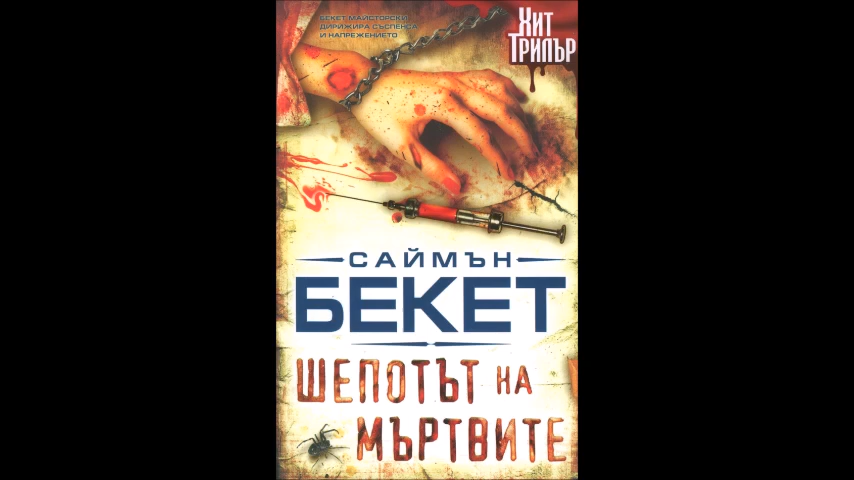 БЕКЕТ МАЙСТОРСКИ
ДИРИЖИРА СЪСПЕНСА
И НАПРЕЖЕНИЕТО
ХИТ
ТРИЛЪР
САЙМЪН
БЕКЕТ
ШЕПОТЪТ НА
МЪРТВИТЕ